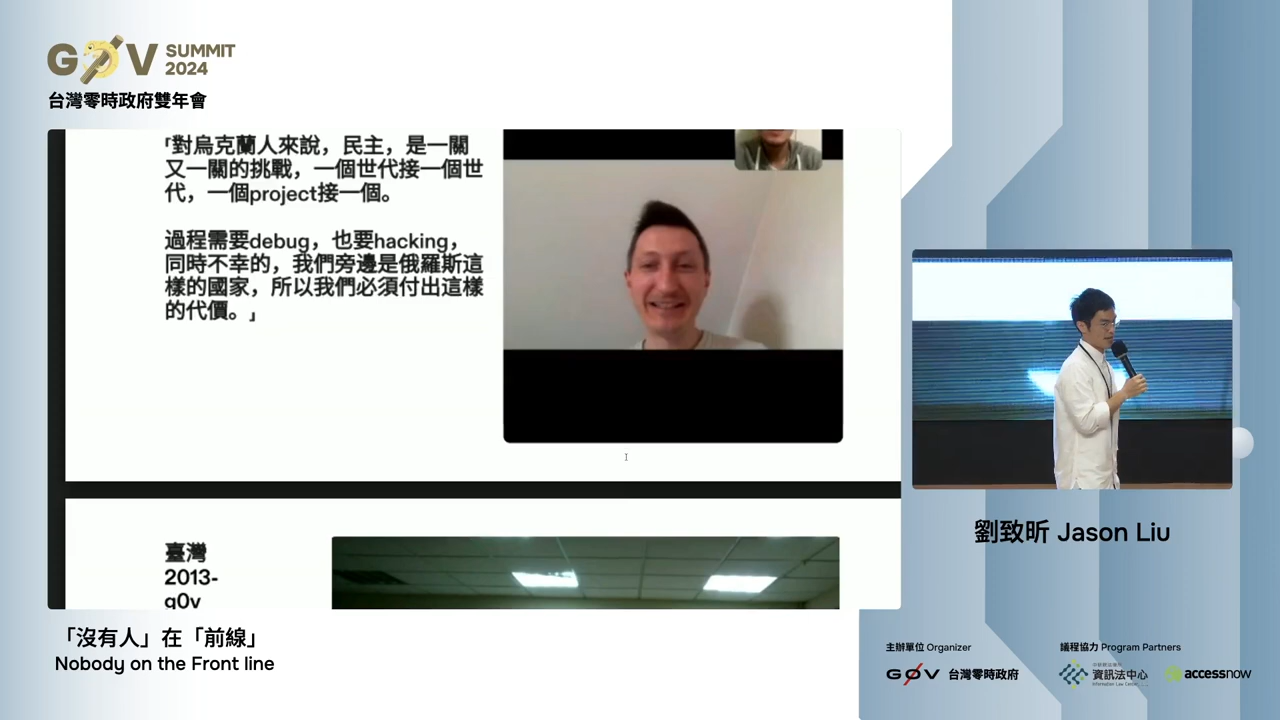 G0V SUMMIT 2024
台灣零時政府雙年會
「對烏克蘭人來說，民主，是一關
又一關的挑戰，一個世代接一個世
代，一個project接一個。
過程需要debug，也要hacking，
同時不幸的，我們旁邊是俄羅斯這
樣的國家，所以我們必須付出這樣
的代價。」
臺灣
2013-
g0v
劉致昕 Jason Liu
「沒有人」在「前線」
Nobody on the Front line
主辦單位 Organizer
G0V 台灣零時政府
議程協力 Program Partners
資訊法中心
Information Law Center
accessnow